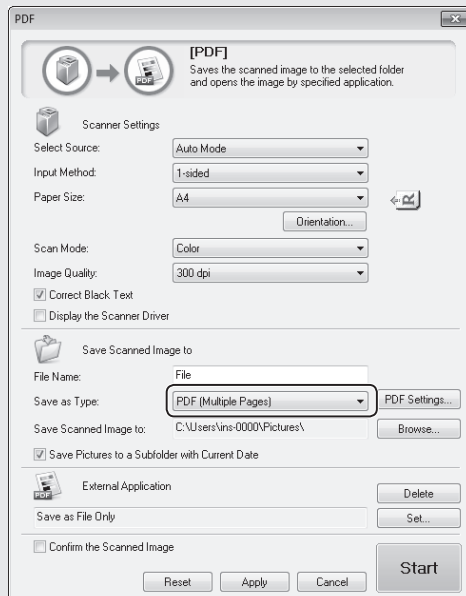 PDF
[PDF]
Saves the scanned image to the selected folder
and opens the image by specified application.
PDF
Scanner Settings
Select Source: Auto Mode
Input Method: 1-sided
Paper Size: A4
R
Orientation...
Scan Mode: Color
Image Quality: 300 dpi
Correct Black Text
Display the Scanner Driver
Save Scanned Image to
File Name: File
Save as Type: PDF (Multiple Pages) PDF Settings...
Save Scanned Image to: C:\Users\ins-0000\Pictures\ Browse...
Save Pictures to a Subfolder with Current Date
PDF
External Application
Delete
Save as File Only Set...
Confirm the Scanned Image
Start
Reset Apply Cancel